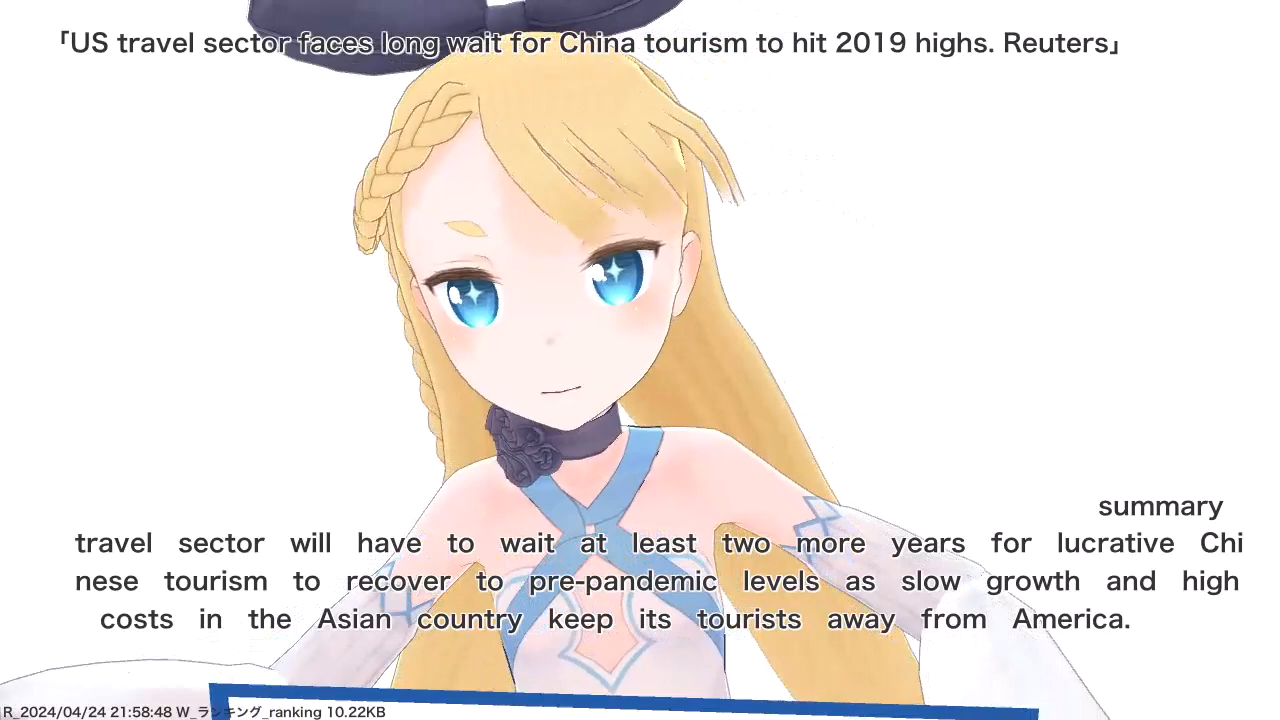 「US travel sector faces long wait for China tourism to hit 2019 highs. Reuters」
summary
travel sector will have to wait at least two more years for lucrative Chi
nese tourism to recover to pre-pandemic levels as slow growth and high
costs in the Asian country keep its tourists away from America.
R_2024/04/24 21:58:48 W_ランキング_ranking 10.22KB